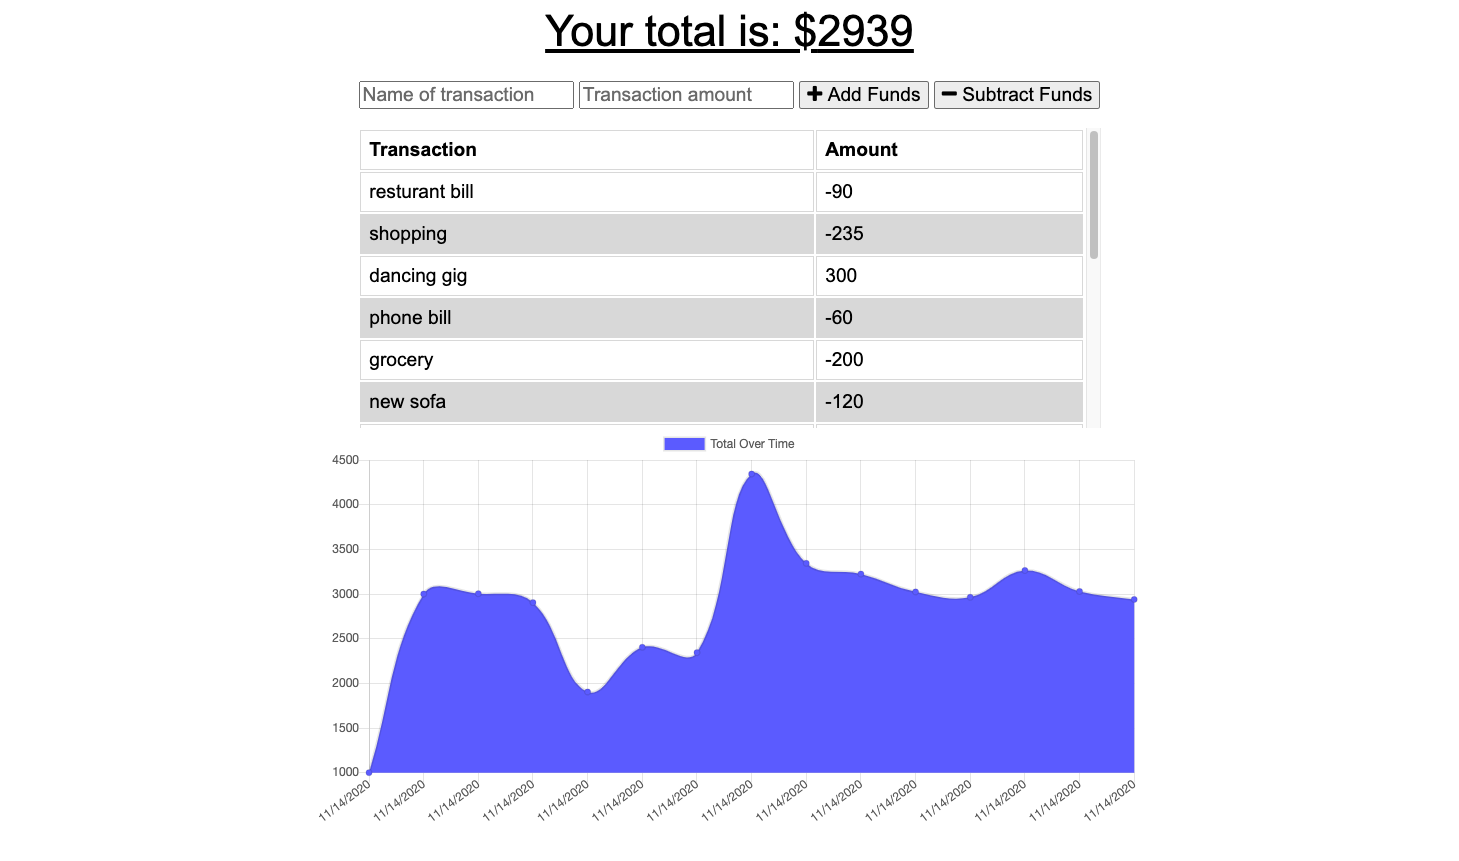 Your total is: $2939
Name of transaction Transaction amount Add Funds Subtract Funds
Transaction Amount
resturant bill -90
shopping -235
dancing gig 300
phone bill -60
grocery -200
new sofa -120
Total Over Time
4500
4000
3500
3000
2500
2000
1500
1000
11/14/2020 11/14/2020 11/14/2020 11/14/2020 11/14/2020 11/14/2020 11/14/2020 11/14/2020 11/14/2020 11/14/2020 11/14/2020 11/14/2020 11/14/2020 11/14/2020 11/14/2020